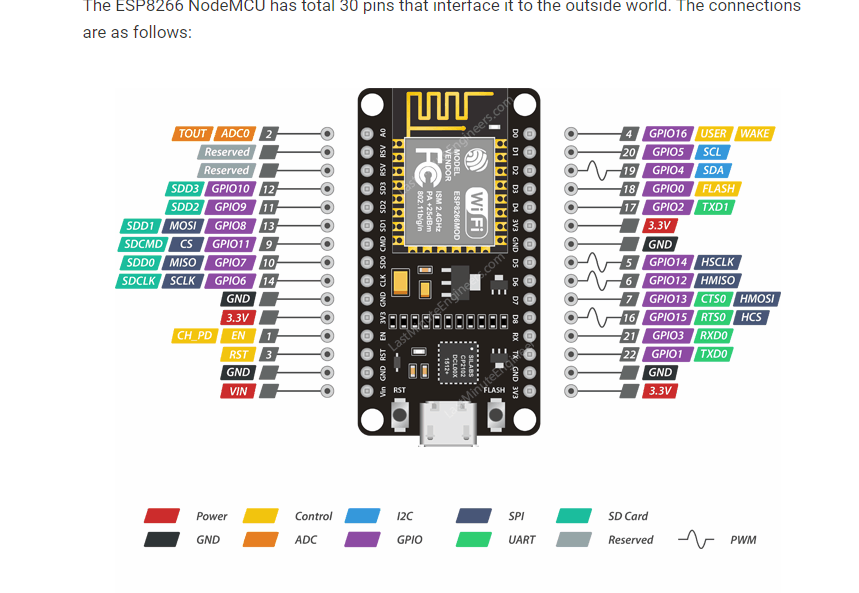 The ESP8266 NodeMCU has total 30 pins that interface it to the outside world. The connections
are as follows:
TOUT ADC0 2
Reserved
Reserved
SDD3 GPIO10 12
SDD2 GPIO9 11
SDD1 MOSI GPIO8 13
SDCMD CS GPIO11 9
SDD0 MISO GPIO7 10
SDCLK SCLK GPIO6 14
GND
3.3V
CH_PD EN 1
RST 3
GND
VIN
A0
RSV
RSV
SD3
SD2
SD1
CMD
SD0
CLK
GND
3V3
EN
RST
GND
Vin
LastMinuteEngineers.com
FC
MODEL
VENDOR
ESP8266MOD
WiFi
ISM 2.4GHz
PA +25dBm
802.11b/g/n
SILABS
CP2102
DCL00X
1512+
RST
FLASH
D0
D1
D2
D3
D4
3V3
GND
D5
D6
D7
D8
RX
TX
GND
3V3
4 GPIO16 USER WAKE
20 GPIO5 SCL
19 GPIO4 SDA
18 GPIO0 FLASH
17 GPIO2 TXD1
3.3V
GND
5 GPIO14 HSCLK
6 GPIO12 HMISO
7 GPIO13 CTS0 HMOSI
16 GPIO15 RTS0 HCS
21 GPIO3 RXD0
22 GPIO1 TXD0
GND
3.3V
Power Control I2C SPI SD Card
GND ADC GPIO UART Reserved PWM